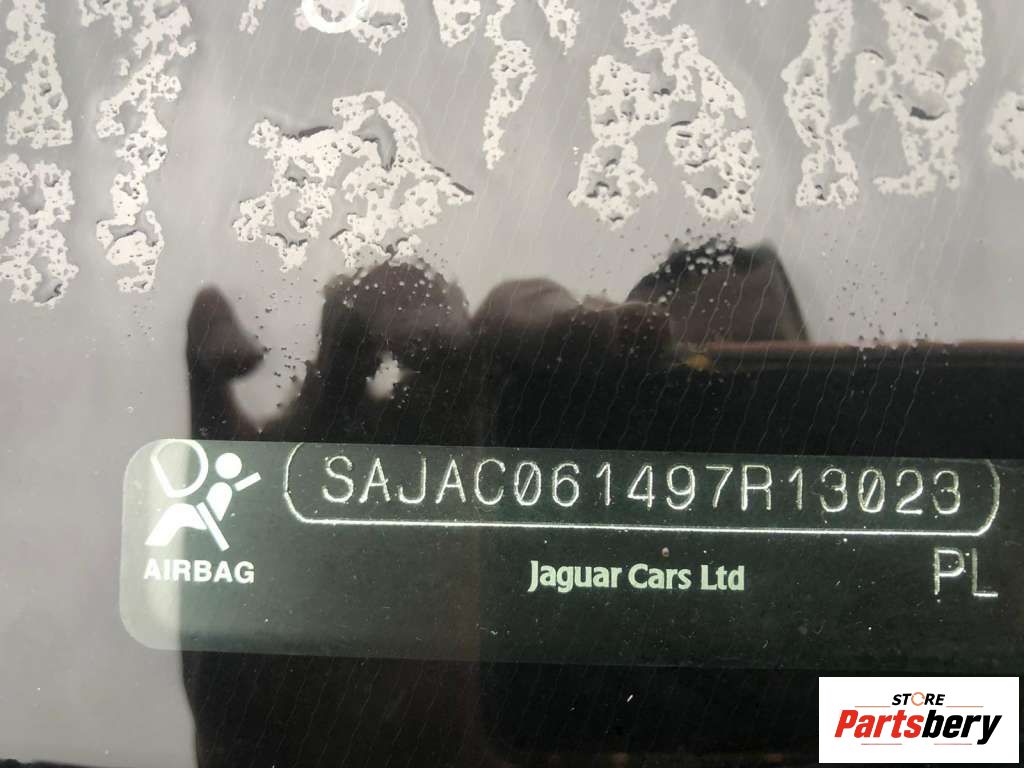 SAJAC061497R13023
AIRBAG
Jaguar Cars Ltd
PL
STORE
Partsbery